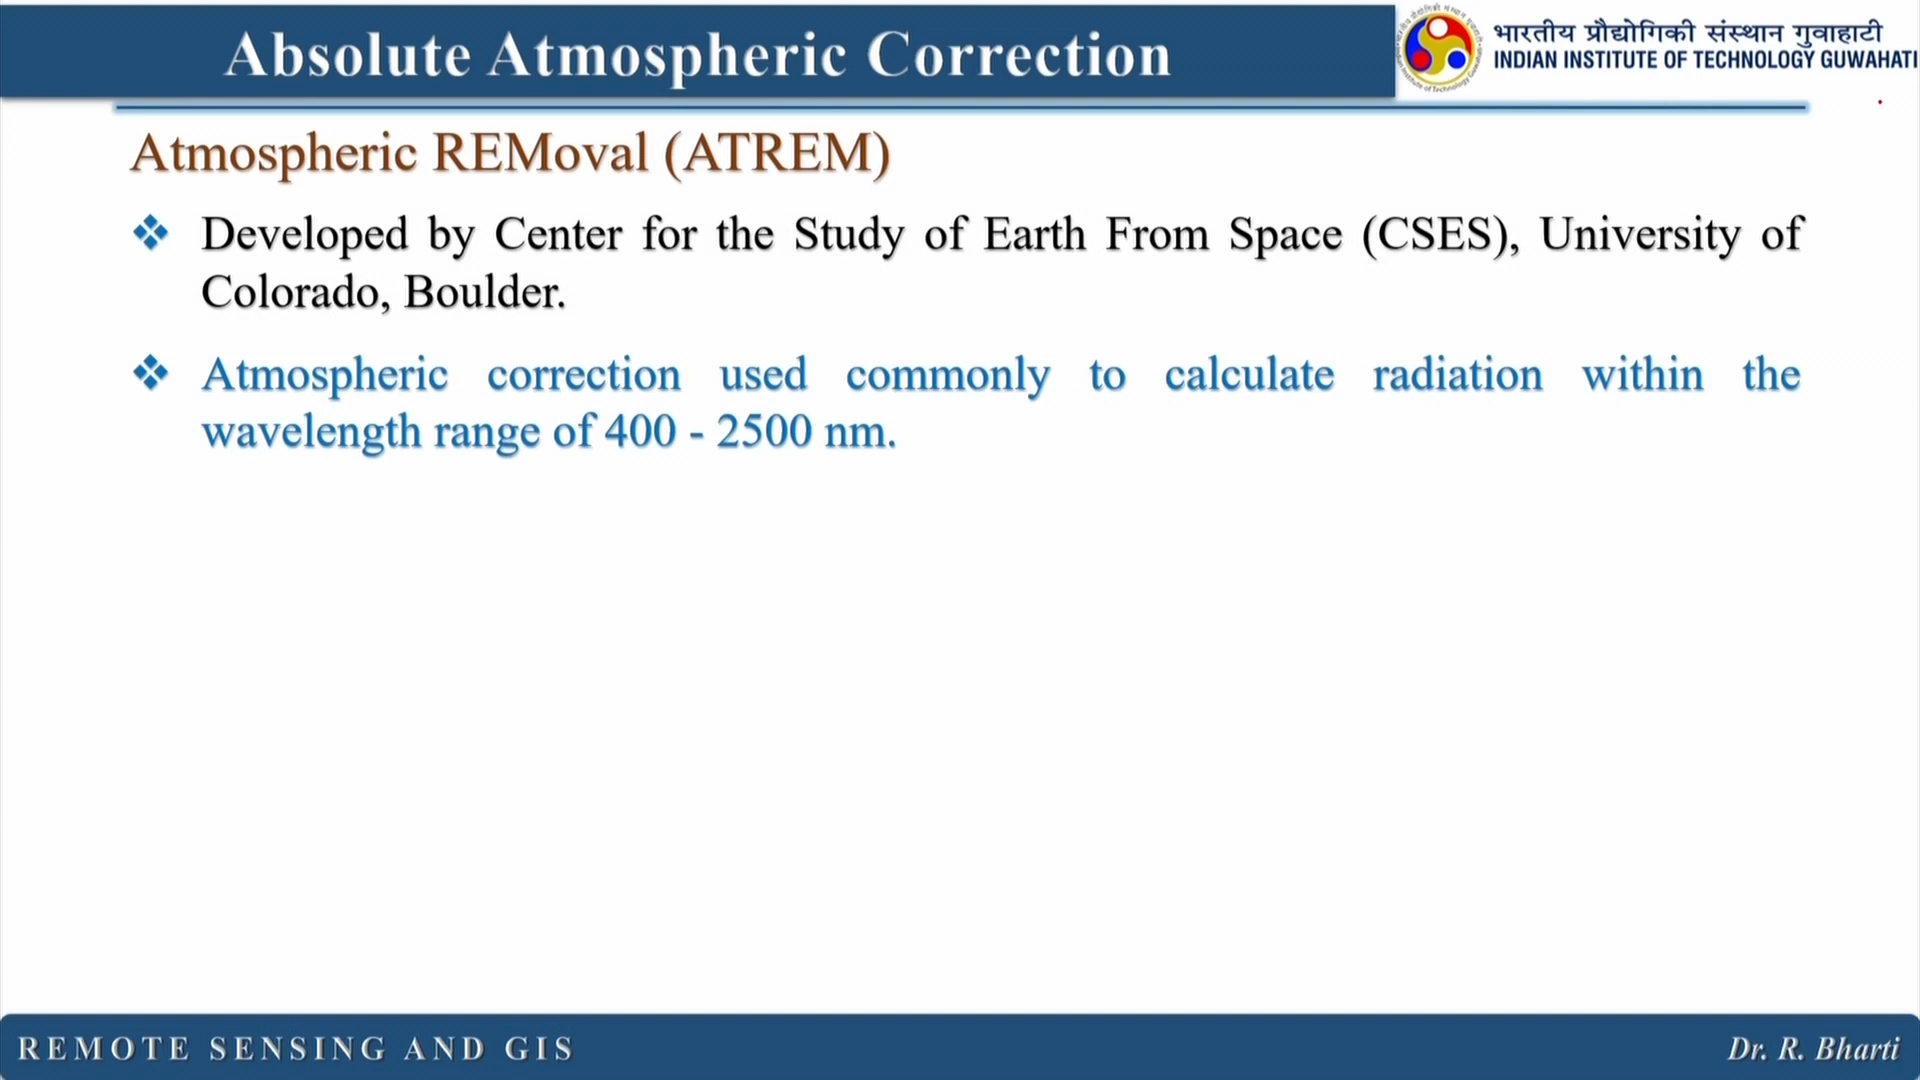 Absolute Atmospheric Correction
भारतीय प्रौद्योगिकी संस्थान गुवाहाटी
INDIAN INSTITUTE OF TECHNOLOGY GUWAHATI
Atmospheric REMoval (ATREM)
Developed by Center for the Study of Earth From Space (CSES), University of
Colorado, Boulder.
Atmospheric correction used commonly to calculate radiation within the
wavelength range of 400 - 2500 nm.
REMOTE SENSING AND GIS
Dr. R. Bharti